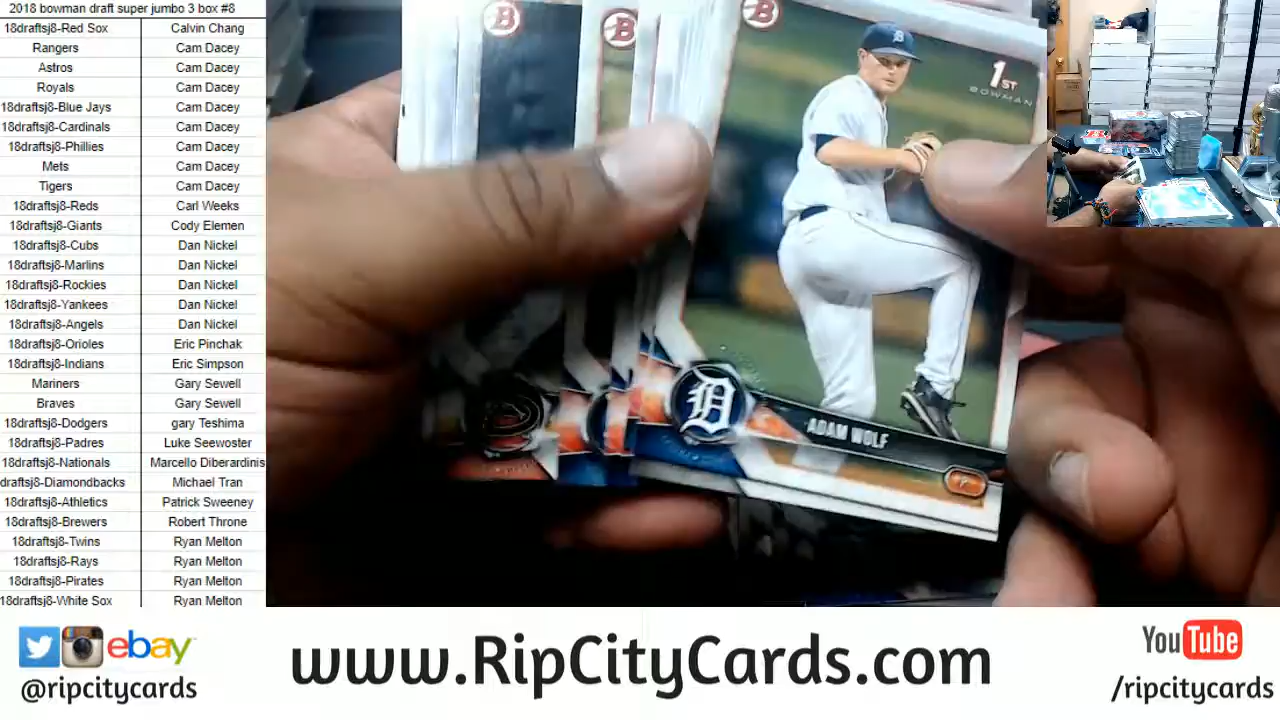 2018 bowman draft super jumbo 3 box #8
18draftsj8-Red Sox Calvin Chang
Rangers Cam Dacey
Astros Cam Dacey
Royals Cam Dacey
18draftsj8-Blue Jays Cam Dacey
18draftsj8-Cardinals Cam Dacey
18draftsj8-Phillies Cam Dacey
Mets Cam Dacey
Tigers Cam Dacey
18draftsj8-Reds Carl Weeks
18draftsj8-Giants Cody Elemen
18draftsj8-Cubs Dan Nickel
18draftsj8-Marlins Dan Nickel
18draftsj8-Rockies Dan Nickel
18draftsj8-Yankees Dan Nickel
18draftsj8-Angels Dan Nickel
18draftsj8-Orioles Eric Pinchak
18draftsj8-Indians Eric Simpson
Mariners Gary Sewell
Braves Gary Sewell
18draftsj8-Dodgers gary Teshima
18draftsj8-Padres Luke Seewoster
18draftsj8-Nationals Marcello Diberardinis
draftsj8-Diamondbacks Michael Tran
18draftsj8-Athletics Patrick Sweeney
18draftsj8-Brewers Robert Throne
18draftsj8-Twins Ryan Melton
18draftsj8-Rays Ryan Melton
18draftsj8-Pirates Ryan Melton
18draftsj8-White Sox Ryan Melton
B
B
B
1ST
BOWMAN
D
ADAM WOLF
P
ebay
@ripcitycards
www.RipCityCards.com
YouTube
/ripcitycards